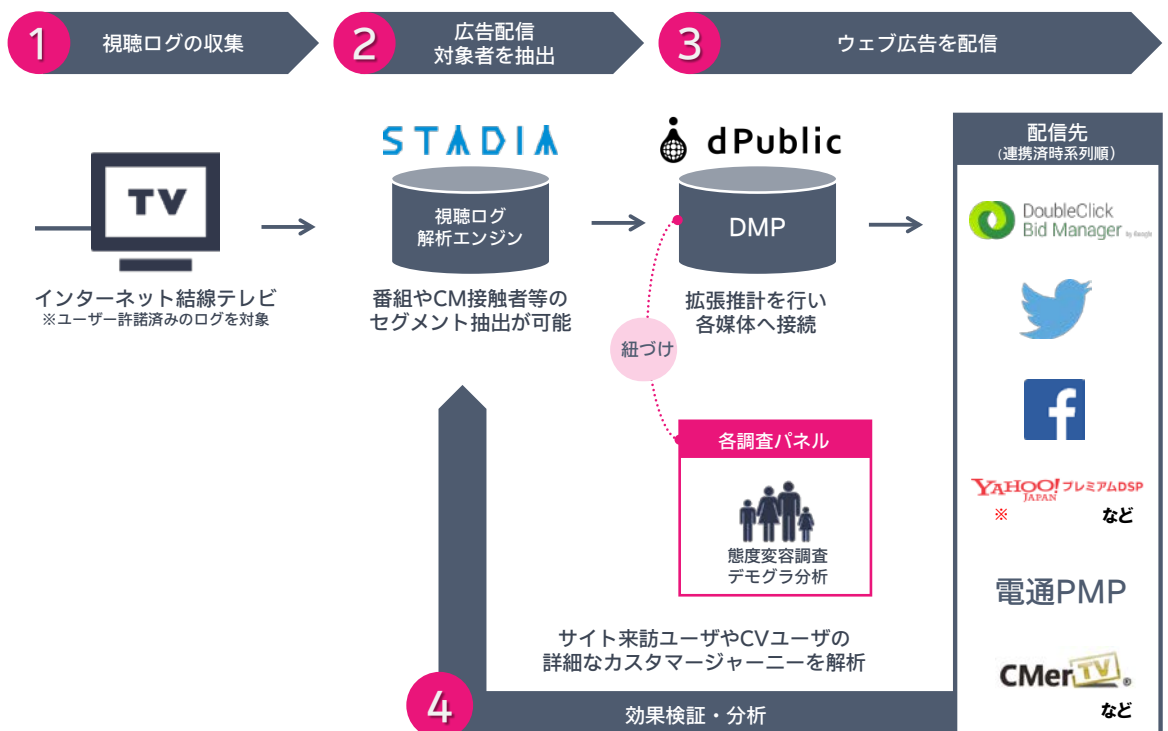 1
視聴ログの収集
2
広告配信
対象者を抽出
3
ウェブ広告を配信
TV
インターネット結線テレビ
※ユーザー許諾済みのログを対象
STADIA
視聴ログ
解析エンジン
番組やCM接触者等の
セグメント抽出が可能
dPublic
DMP
拡張推計を行い
各媒体へ接続
紐づけ
各調査パネル
態度変容調査
デモグラ分析
配信先
(連携済時系列順)
DoubleClick
Bid Manager by Google
f
YAHOO! プレミアムDSP
JAPAN
※ など
電通PMP
CMerTV®
など
サイト来訪ユーザやCVユーザの
詳細なカスタマージャーニーを解析
4
効果検証・分析